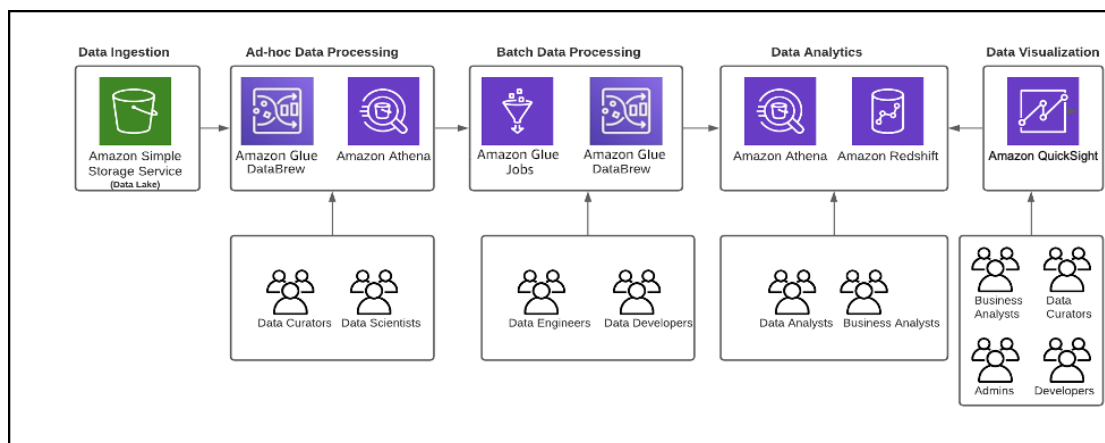 Data Ingestion
Ad-hoc Data Processing
Batch Data Processing
Data Analytics
Data Visualization
Amazon Simple
Storage Service
(Data Lake)
Amazon Glue
DataBrew
Amazon Athena
Amazon Glue
Jobs
Amazon Glue
DataBrew
Amazon Athena
Amazon Redshift
Amazon QuickSight
Data Curators
Data Scientists
Data Engineers
Data Developers
Data Analysts
Business Analysts
Business
Analysts
Data
Curators
Admins
Developers